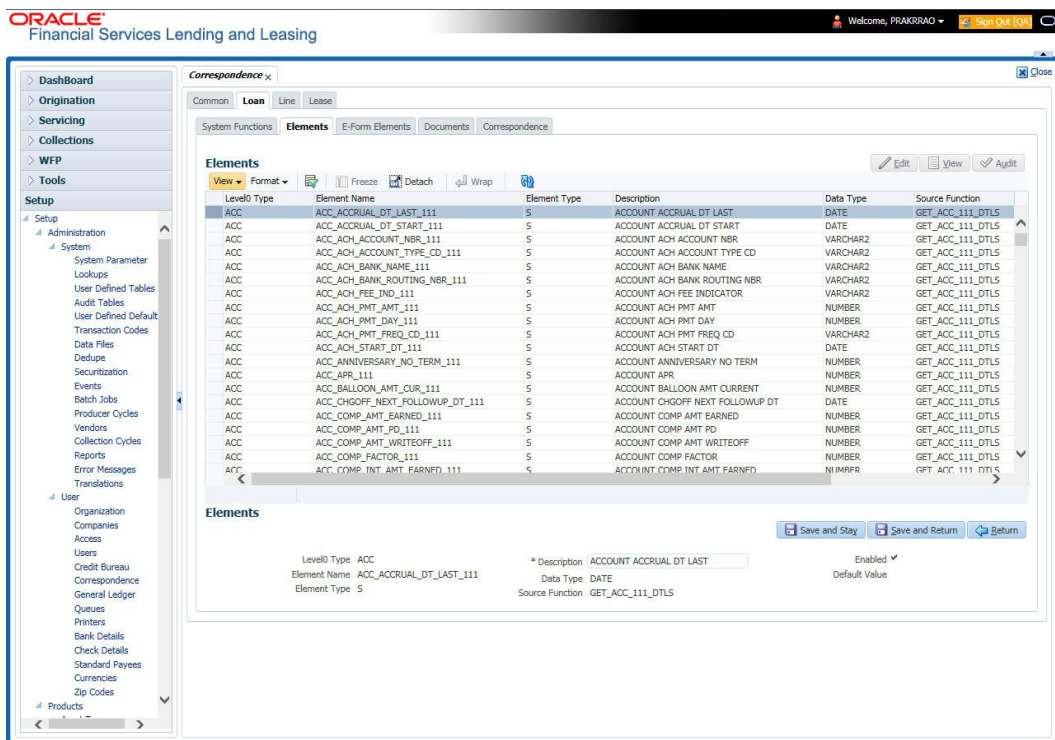 ORACLE
Financial Services Lending and Leasing
Welcome, PRAKRRAO
Sign Out [QA]
Close
DashBoard
Origination
Servicing
Collections
WFP
Tools
Setup
Setup
Administration
System
System Parameter
Lookups
User Defined Tables
Audit Tables
User Defined Default
Transaction Codes
Data Files
Dedupe
Securitization
Events
Batch Jobs
Producer Cycles
Vendors
Collection Cycles
Reports
Error Messages
Translations
User
Organization
Companies
Access
Users
Credit Bureau
Correspondence
General Ledger
Queues
Printers
Bank Details
Check Details
Standard Payees
Currencies
Zip Codes
Products
Correspondence x
Common Loan Line Lease
System Functions Elements E-Form Elements Documents Correspondence
Elements
Edit View Audit
View Format Freeze Detach Wrap
Level0 Type Element Name Element Type Description Data Type Source Function
ACC ACC_ACCRUAL_DT_LAST_111 S ACCOUNT ACCRUAL DT LAST DATE GET_ACC_111_DTLS
ACC ACC_ACCRUAL_DT_START_111 S ACCOUNT ACCRUAL DT START DATE GET_ACC_111_DTLS
ACC ACC_ACH_ACCOUNT_NBR_111 S ACCOUNT ACH ACCOUNT NBR VARCHAR2 GET_ACC_111_DTLS
ACC ACC_ACH_ACCOUNT_TYPE_CD_111 S ACCOUNT ACH ACCOUNT TYPE CD VARCHAR2 GET_ACC_111_DTLS
ACC ACC_ACH_BANK_NAME_111 S ACCOUNT ACH BANK NAME VARCHAR2 GET_ACC_111_DTLS
ACC ACC_ACH_BANK_ROUTING_NBR_111 S ACCOUNT ACH BANK ROUTING NBR VARCHAR2 GET_ACC_111_DTLS
ACC ACC_ACH_FEE_IND_111 S ACCOUNT ACH FEE INDICATOR VARCHAR2 GET_ACC_111_DTLS
ACC ACC_ACH_PMT_AMT_111 S ACCOUNT ACH PMT AMT NUMBER GET_ACC_111_DTLS
ACC ACC_ACH_PMT_DAY_111 S ACCOUNT ACH PMT DAY NUMBER GET_ACC_111_DTLS
ACC ACC_ACH_PMT_FREQ_CD_111 S ACCOUNT ACH PMT FREQ CD VARCHAR2 GET_ACC_111_DTLS
ACC ACC_ACH_START_DT_111 S ACCOUNT ACH START DT DATE GET_ACC_111_DTLS
ACC ACC_ANNIVERSARY_NO_TERM_111 S ACCOUNT ANNIVERSARY NO TERM NUMBER GET_ACC_111_DTLS
ACC ACC_APR_111 S ACCOUNT APR NUMBER GET_ACC_111_DTLS
ACC ACC_BALLOON_AMT_CUR_111 S ACCOUNT BALLOON AMT CURRENT NUMBER GET_ACC_111_DTLS
ACC ACC_CHGOFF_NEXT_FOLLOWUP_DT_111 S ACCOUNT CHGOFF NEXT FOLLOWUP DT DATE GET_ACC_111_DTLS
ACC ACC_COMP_AMT_EARNED_111 S ACCOUNT COMP AMT EARNED NUMBER GET_ACC_111_DTLS
ACC ACC_COMP_AMT_PD_111 S ACCOUNT COMP AMT PD NUMBER GET_ACC_111_DTLS
ACC ACC_COMP_AMT_WRITEOFF_111 S ACCOUNT COMP AMT WRITEOFF NUMBER GET_ACC_111_DTLS
ACC ACC_COMP_FACTOR_111 S ACCOUNT COMP FACTOR NUMBER GET_ACC_111_DTLS
ACC ACC_COMP_INT_AMT_EARNED_111 S ACCOUNT COMP INT AMT EARNED NUMBER GET_ACC_111_DTLS
Elements
Save and Stay Save and Return Return
Level0 Type ACC
Element Name ACC_ACCRUAL_DT_LAST_111
Element Type S
* Description ACCOUNT ACCRUAL DT LAST
Data Type DATE
Source Function GET_ACC_111_DTLS
Enabled
Default Value